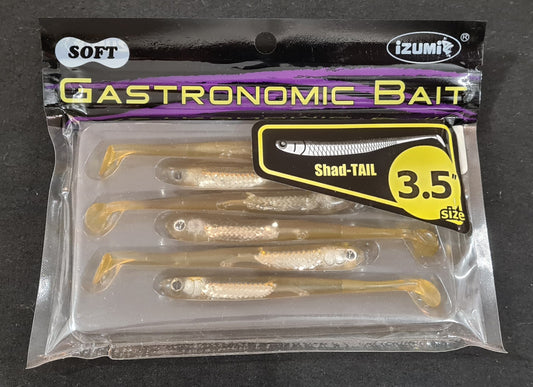 SOFT
IZUMI ®
GASTRONOMIC BAIT
Shad-TAIL
3.5"
size